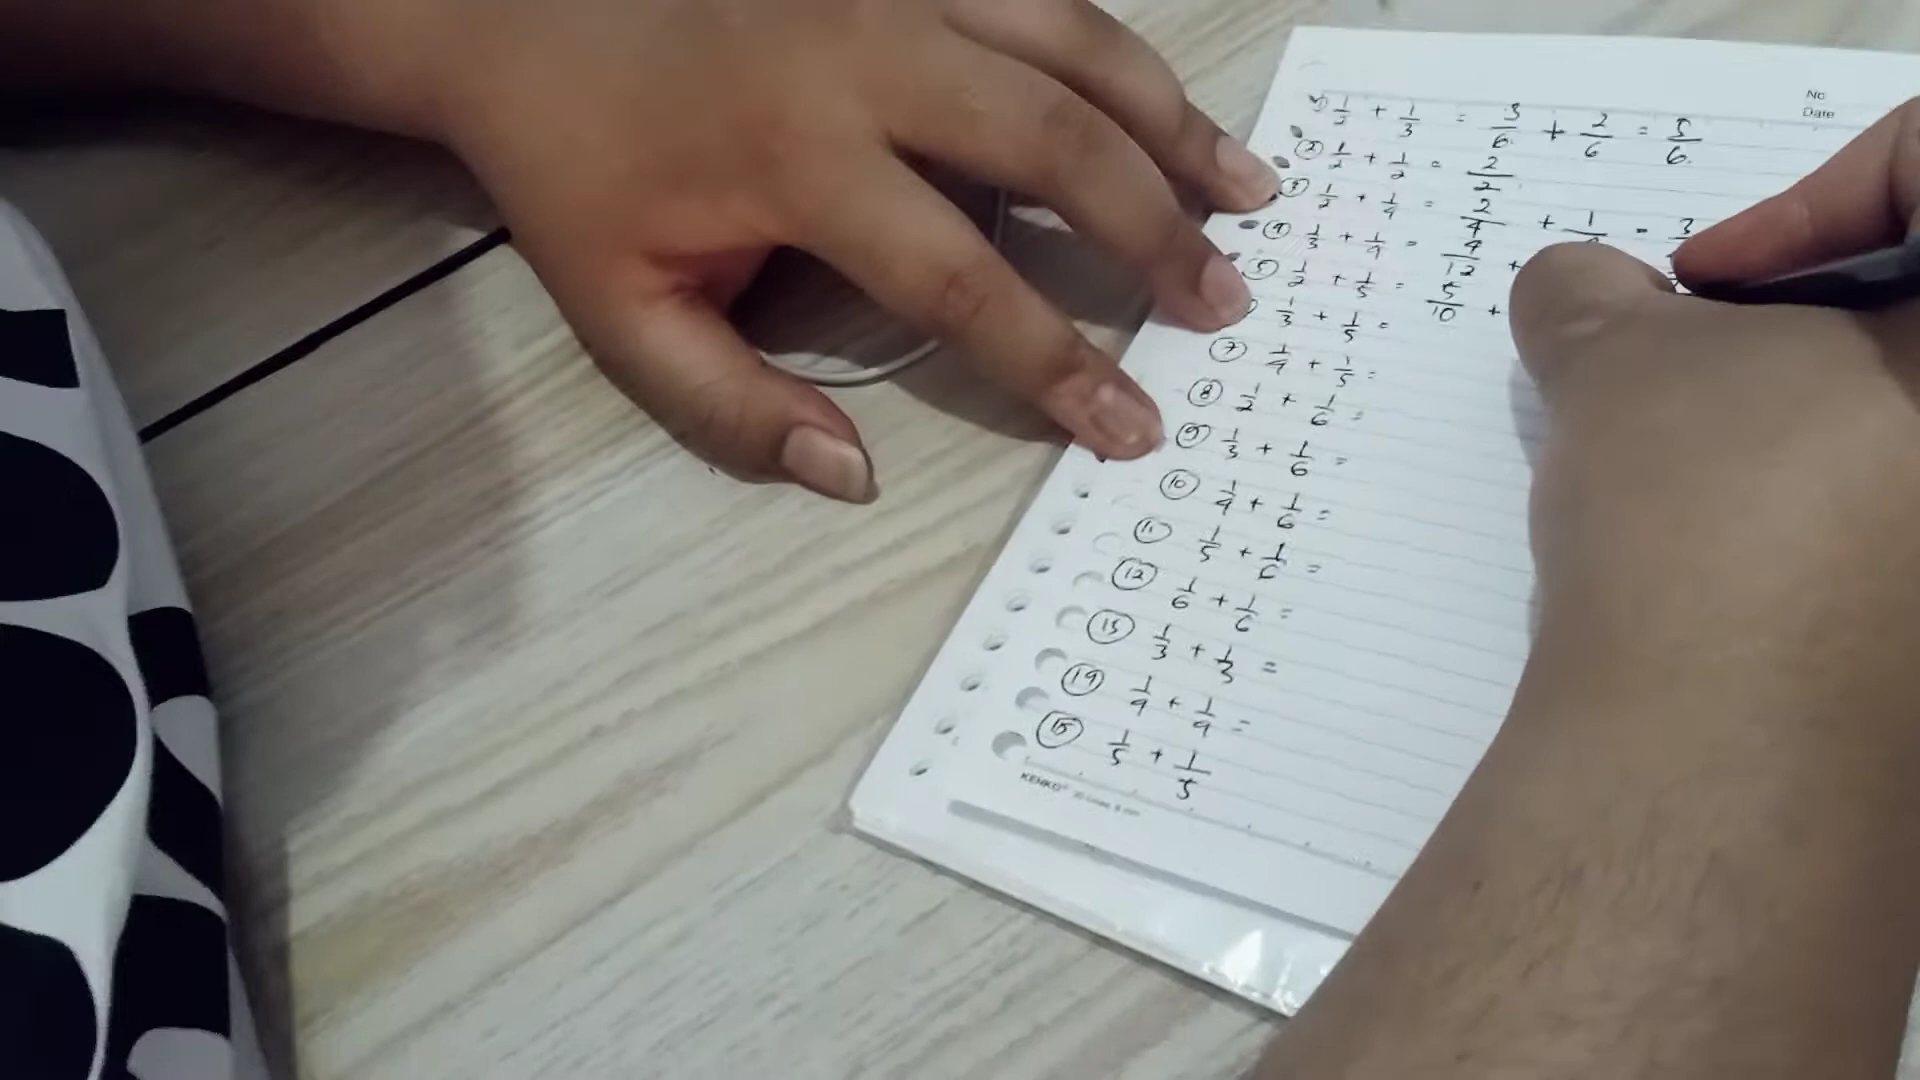 No
Date
1) 1/2 + 1/3 = 3/6 + 2/6 = 5/6
2) 1/2 + 1/2 = 2/2
3) 1/2 + 1/4 = 2/4 + 1/ = 3
4) 1/3 + 1/4 = 4/12 +
5) 1/2 + 1/5 = 5/10 +
1/3 + 1/5 =
7) 1/4 + 1/5 =
8) 1/2 + 1/6 =
9) 1/3 + 1/6 =
10) 1/4 + 1/6 =
11) 1/5 + 1/6 =
12) 1/6 + 1/6 =
13) 1/3 + 1/3 =
14) 1/4 + 1/4 =
15) 1/5 + 1/5
KENKO®